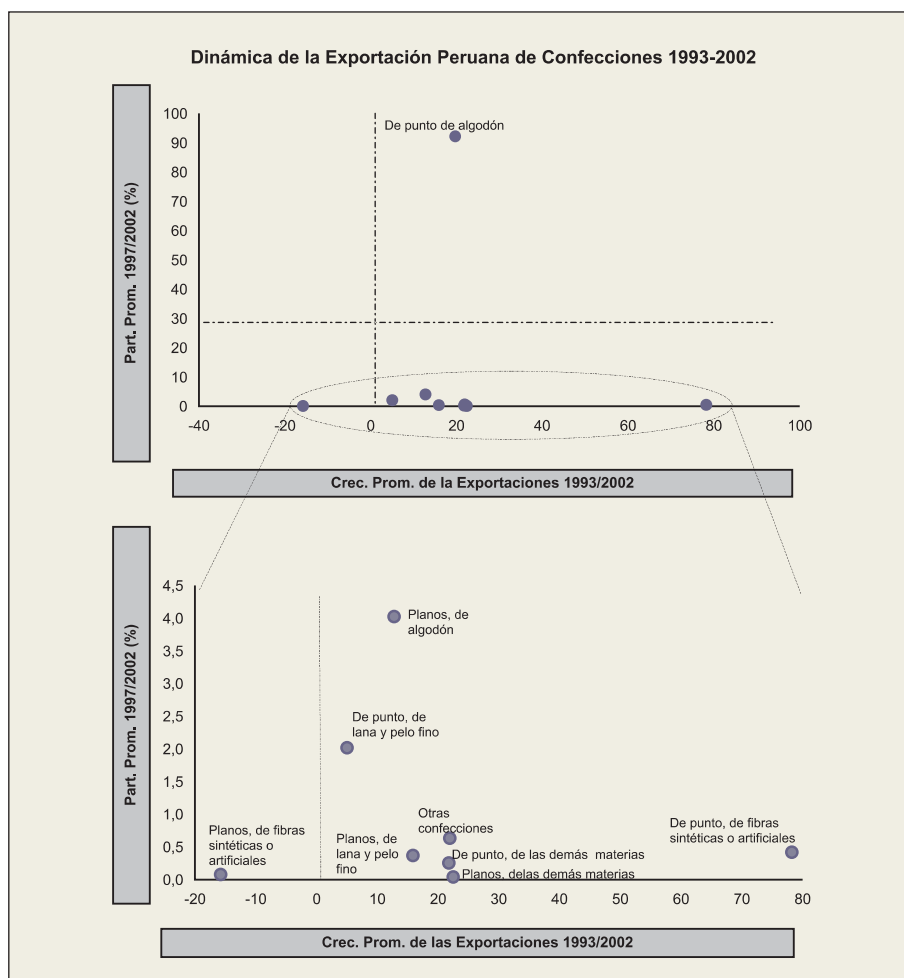 Dinámica de la Exportación Peruana de Confecciones 1993-2002
Part. Prom. 1997/2002 (%)
100
90
80
70
60
50
40
30
20
10
0
De punto de algodón
-40
-20
0
20
40
60
80
100
Crec. Prom. de la Exportaciones 1993/2002
Part. Prom. 1997/2002 (%)
4,5
4,0
3,5
3,0
2,5
2,0
1,5
1,0
0,5
0,0
Planos, de
algodón
De punto, de
lana y pelo fino
Otras
confecciones
De punto, de fibras
sintéticas o artificiales
Planos, de fibras
sintéticas o
artificiales
Planos, de
lana y pelo
fino
De punto, de las demás materias
Planos, delas demás materias
-20
-10
0
10
20
30
40
50
60
70
80
Crec. Prom. de las Exportaciones 1993/2002